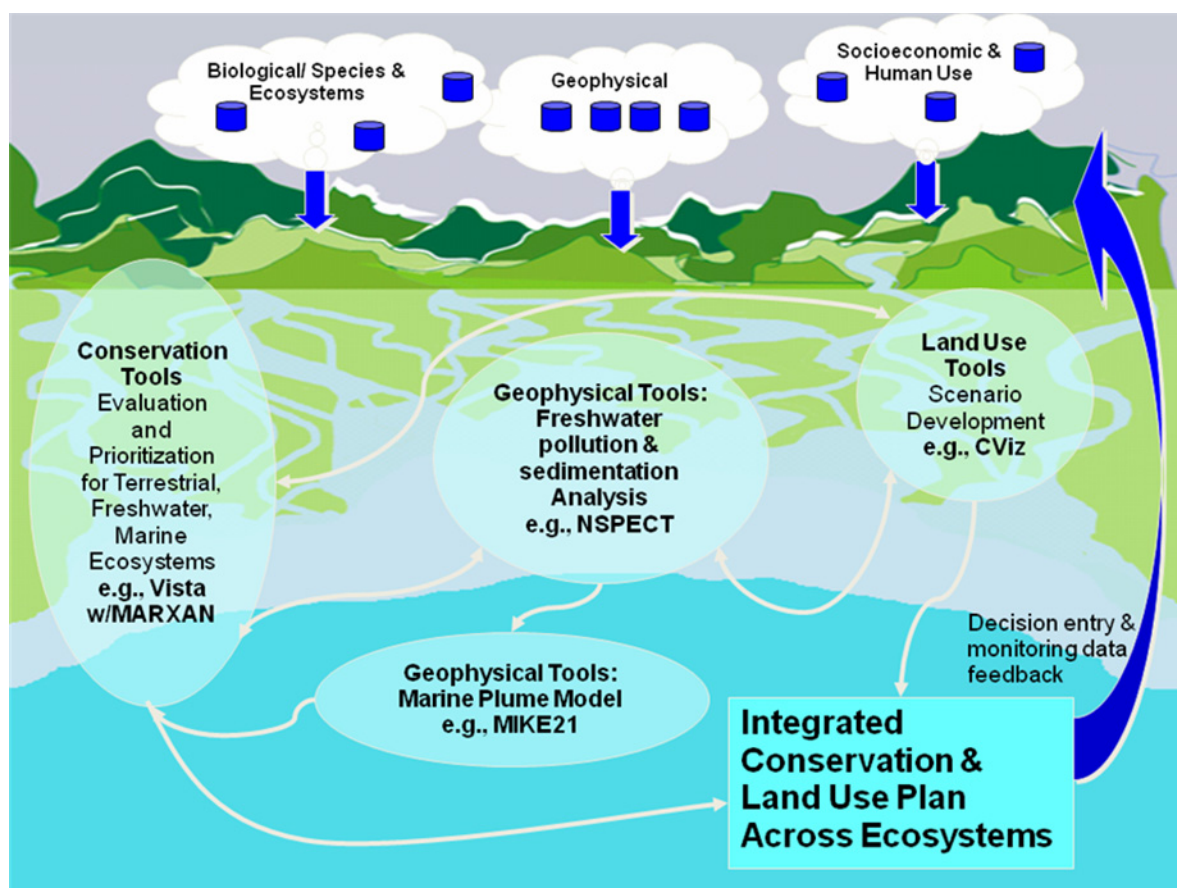 Biological/ Species &
Ecosystems
Geophysical
Socioeconomic &
Human Use
Conservation
Tools
Evaluation
and
Prioritization
for Terrestrial,
Freshwater,
Marine
Ecosystems
e.g., Vista
w/MARXAN
Geophysical Tools:
Freshwater
pollution &
sedimentation
Analysis
e.g., NSPECT
Land Use
Tools
Scenario
Development
e.g., CViz
Geophysical Tools:
Marine Plume Model
e.g., MIKE21
Decision entry &
monitoring data
feedback
Integrated
Conservation &
Land Use Plan
Across Ecosystems